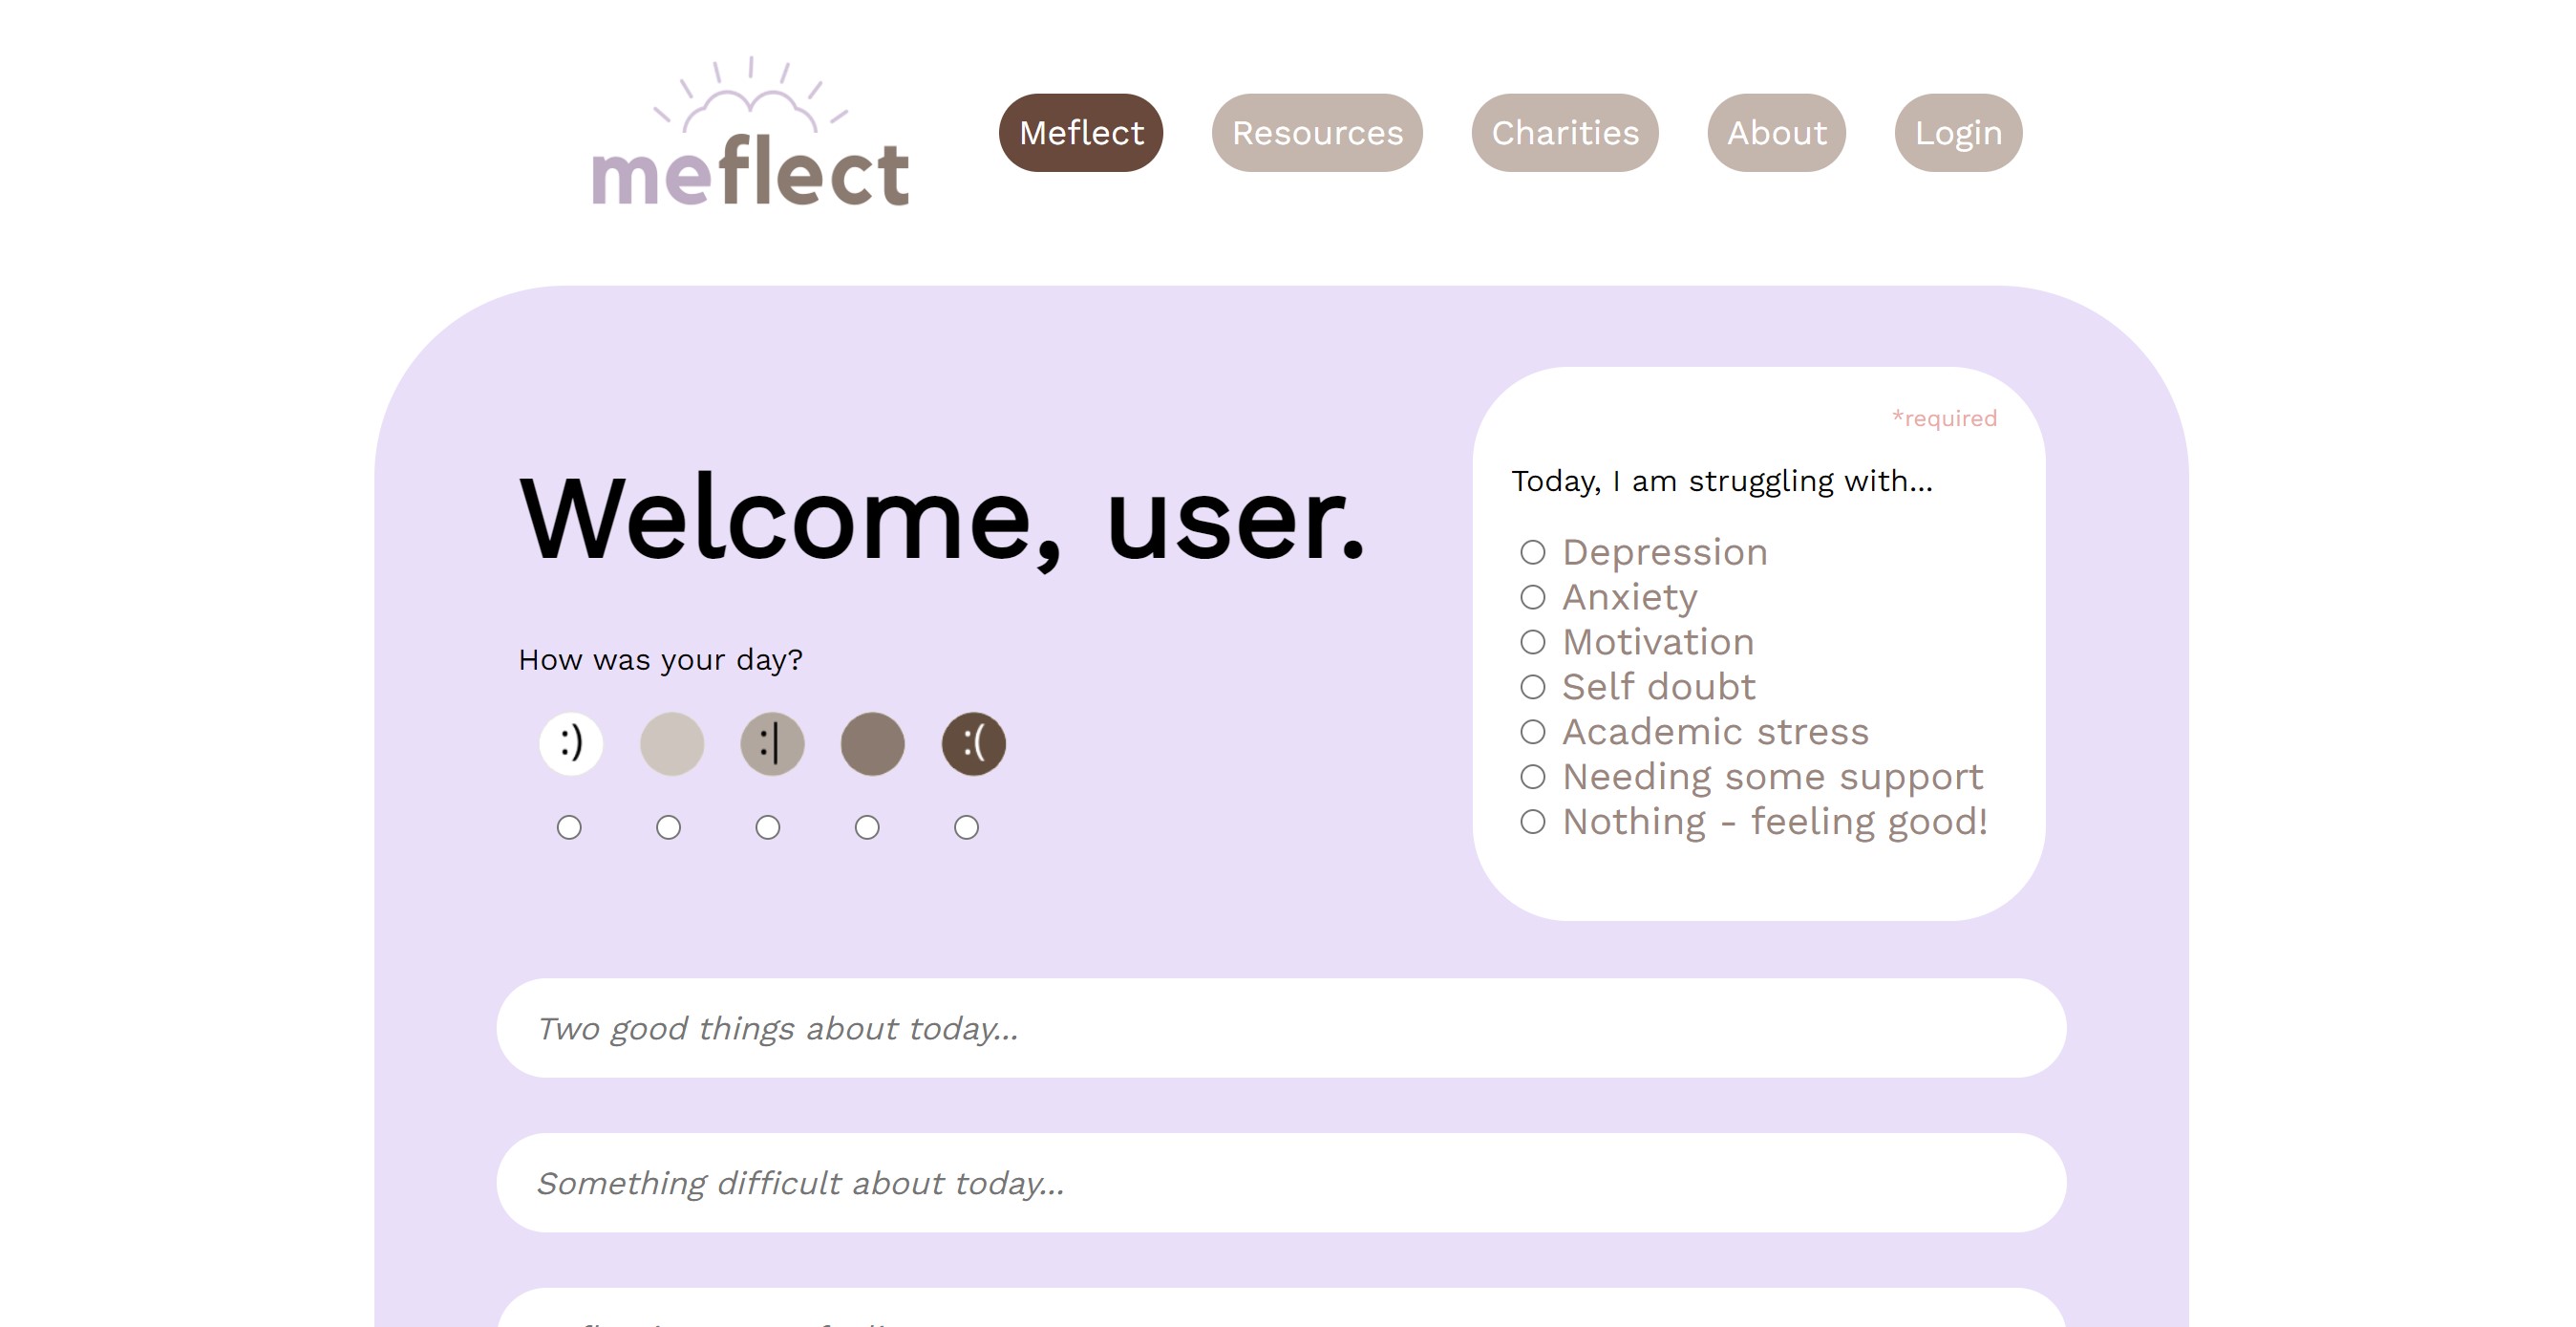 meflect
Meflect Resources Charities About Login
*required
Welcome, user.
Today, I am struggling with...
Depression
Anxiety
Motivation
Self doubt
Academic stress
Needing some support
Nothing - feeling good!
How was your day?
:) :| :(
Two good things about today...
Something difficult about today...